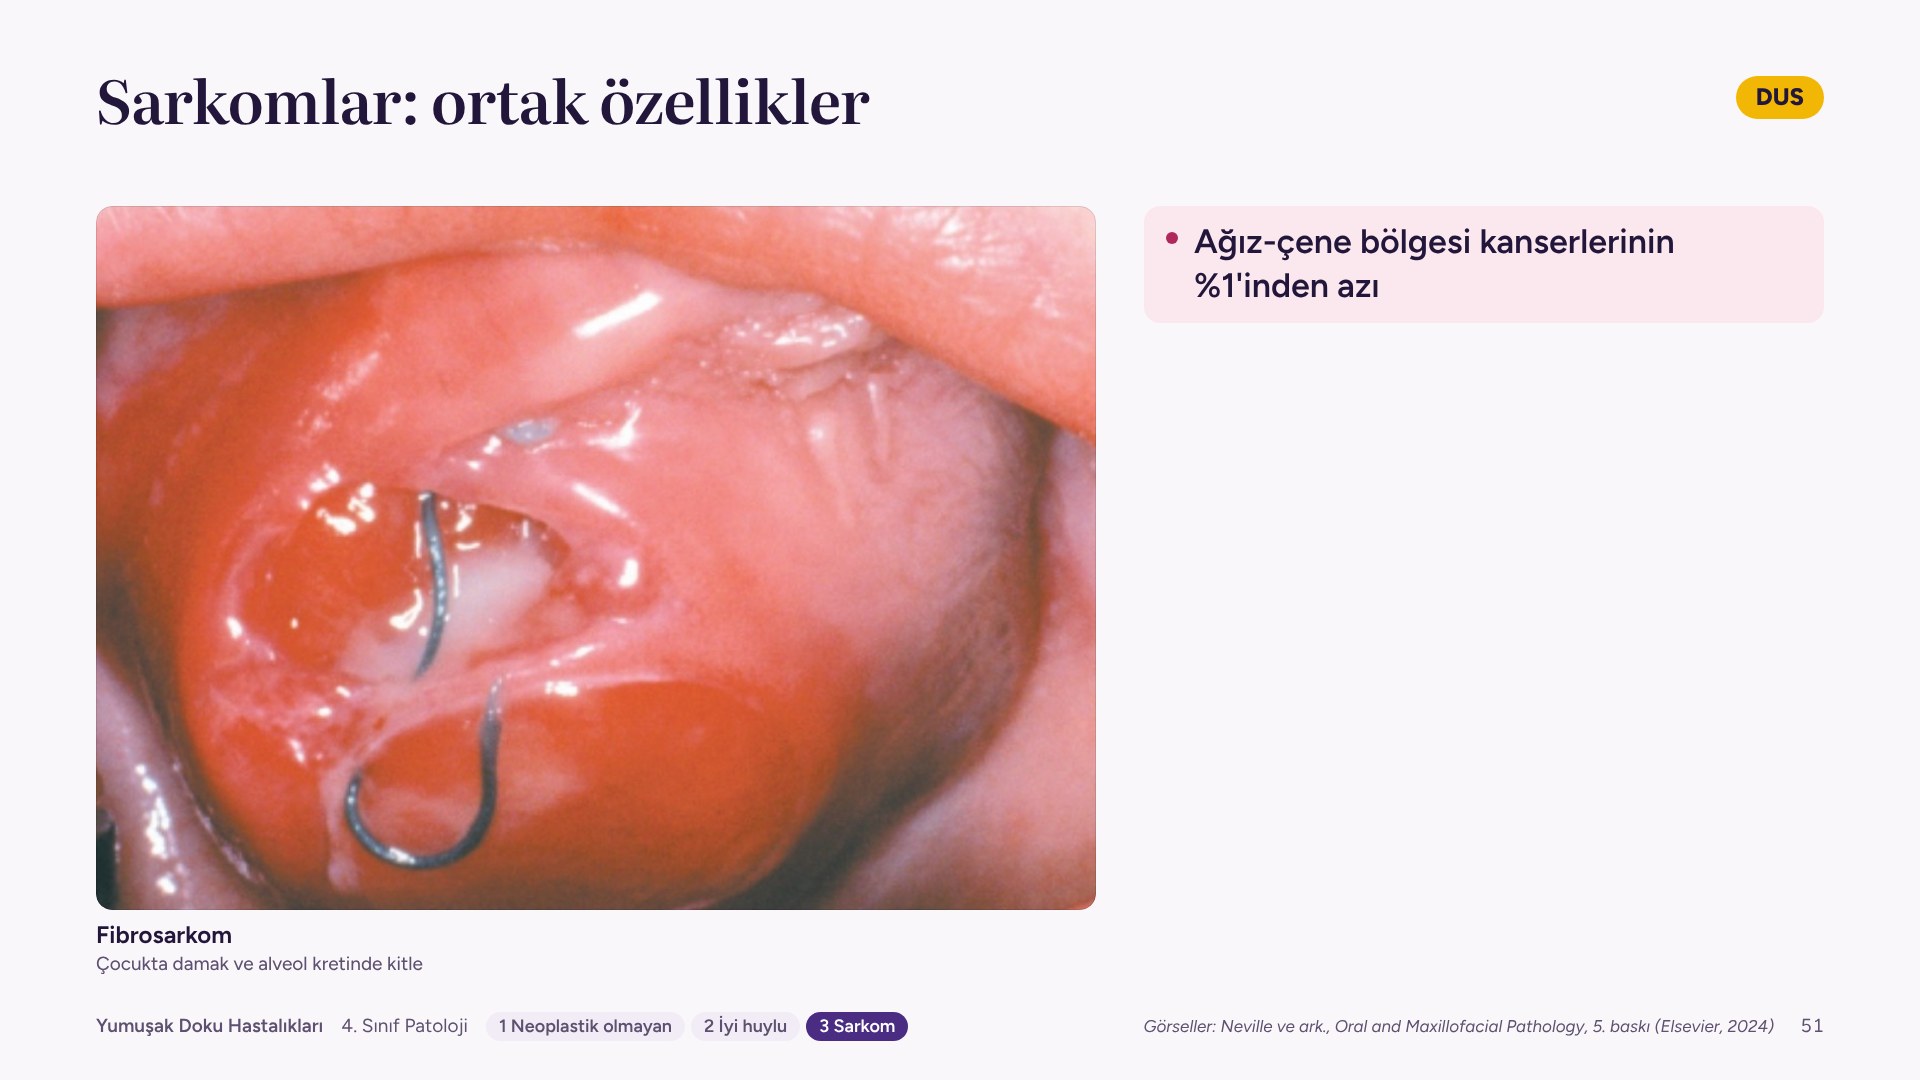 Sarkomlar: ortak özellikler
DUS
Ağız-çene bölgesi kanserlerinin
%1'inden azı
Fibrosarkom
Çocukta damak ve alveol kretinde kitle
Yumuşak Doku Hastalıkları 4. Sınıf Patoloji 1 Neoplastik olmayan 2 İyi huylu 3 Sarkom
Görseller: Neville ve ark., Oral and Maxillofacial Pathology, 5. baskı (Elsevier, 2024) 51